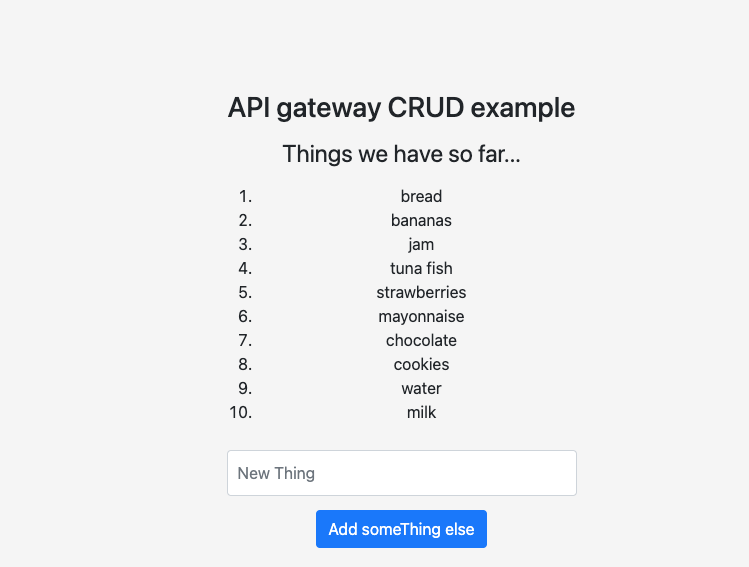 API gateway CRUD example
Things we have so far...
1. bread
2. bananas
3. jam
4. tuna fish
5. strawberries
6. mayonnaise
7. chocolate
8. cookies
9. water
10. milk
New Thing
Add someThing else